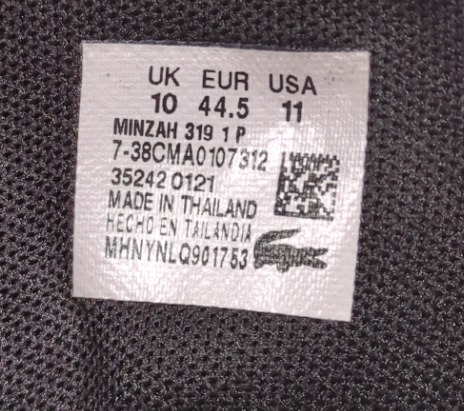 UK EUR USA
10 44.5 11
MINZAH 319 1 P
7-38CMA0107312
35242 0121
MADE IN THAILAND
HECHO EN TAILANDIA
MHNYNLQ901753